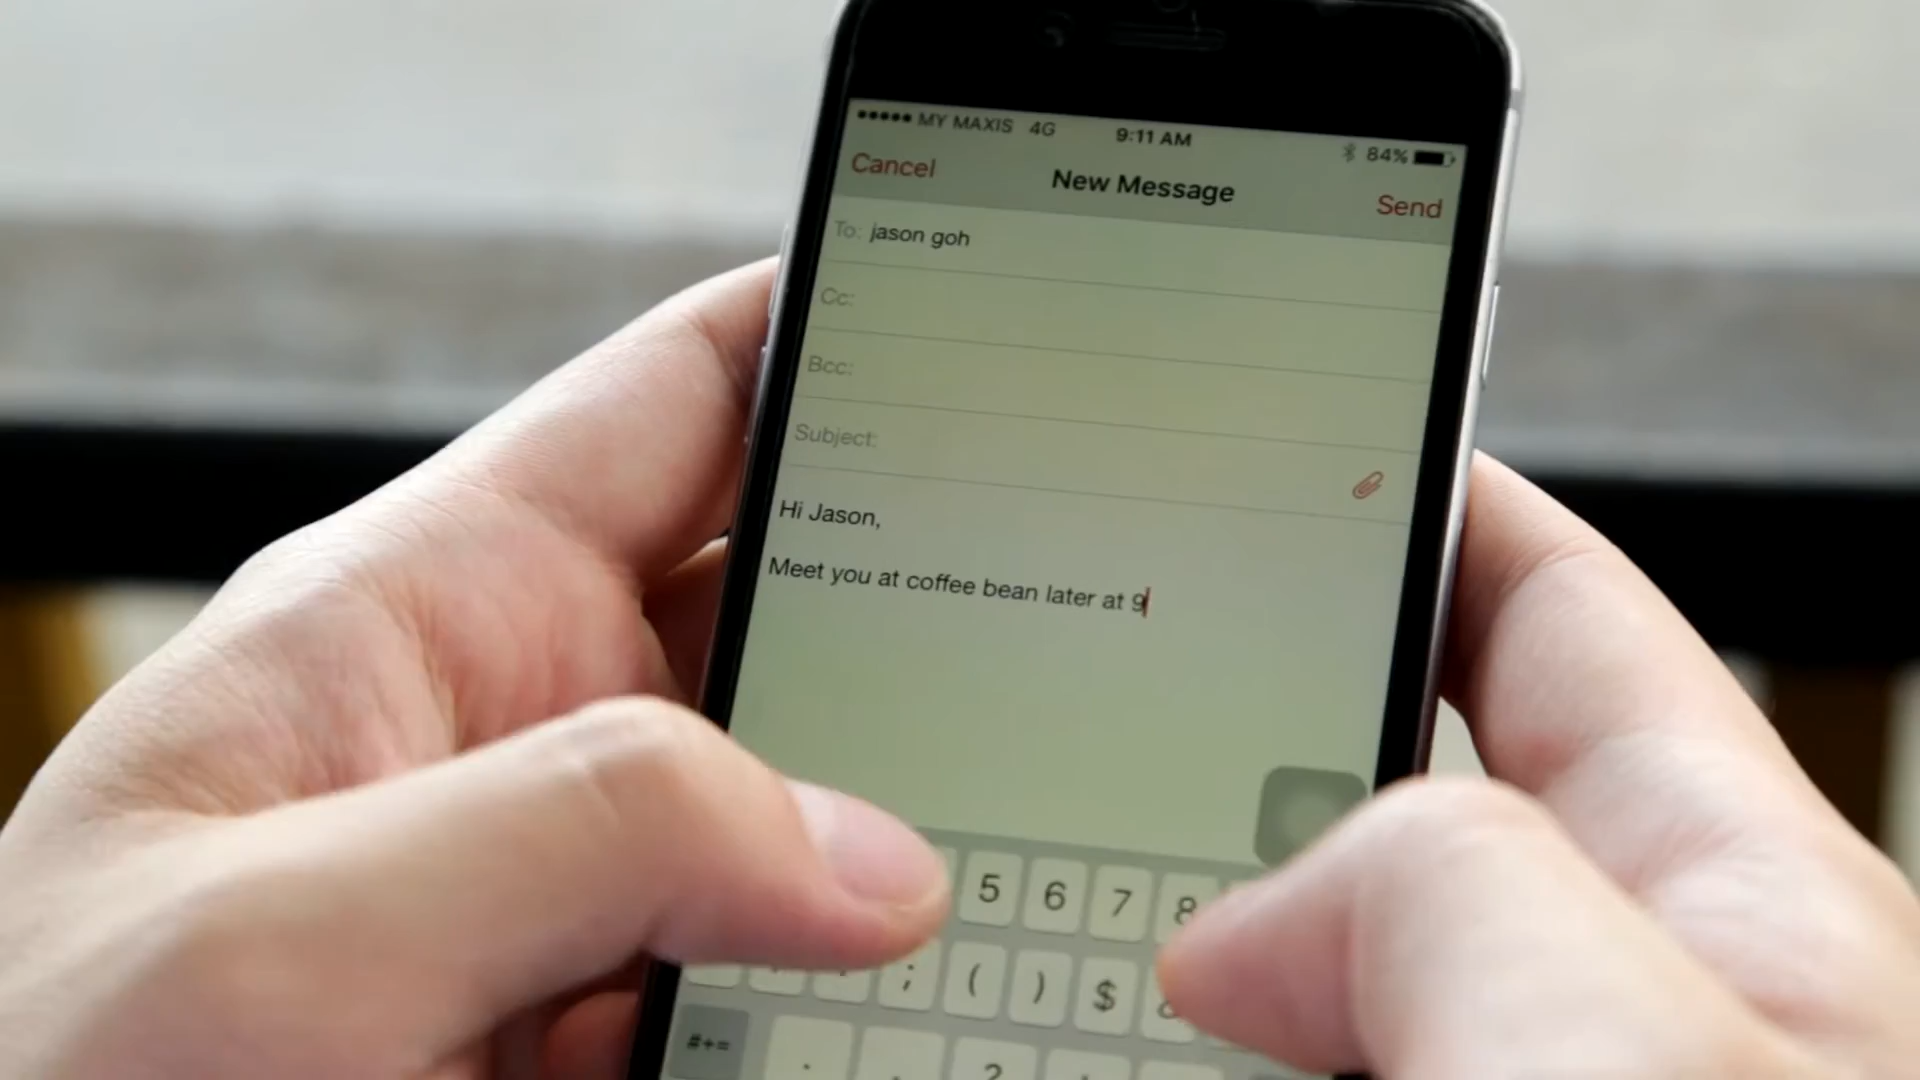 MY MAXIS 4G 9:11 AM 84%
Cancel New Message Send
To: jason goh
Cc:
Bcc:
Subject:
Hi Jason,
Meet you at coffee bean later at 9
5 6 7 8
; ( ) $
#+= . , ?